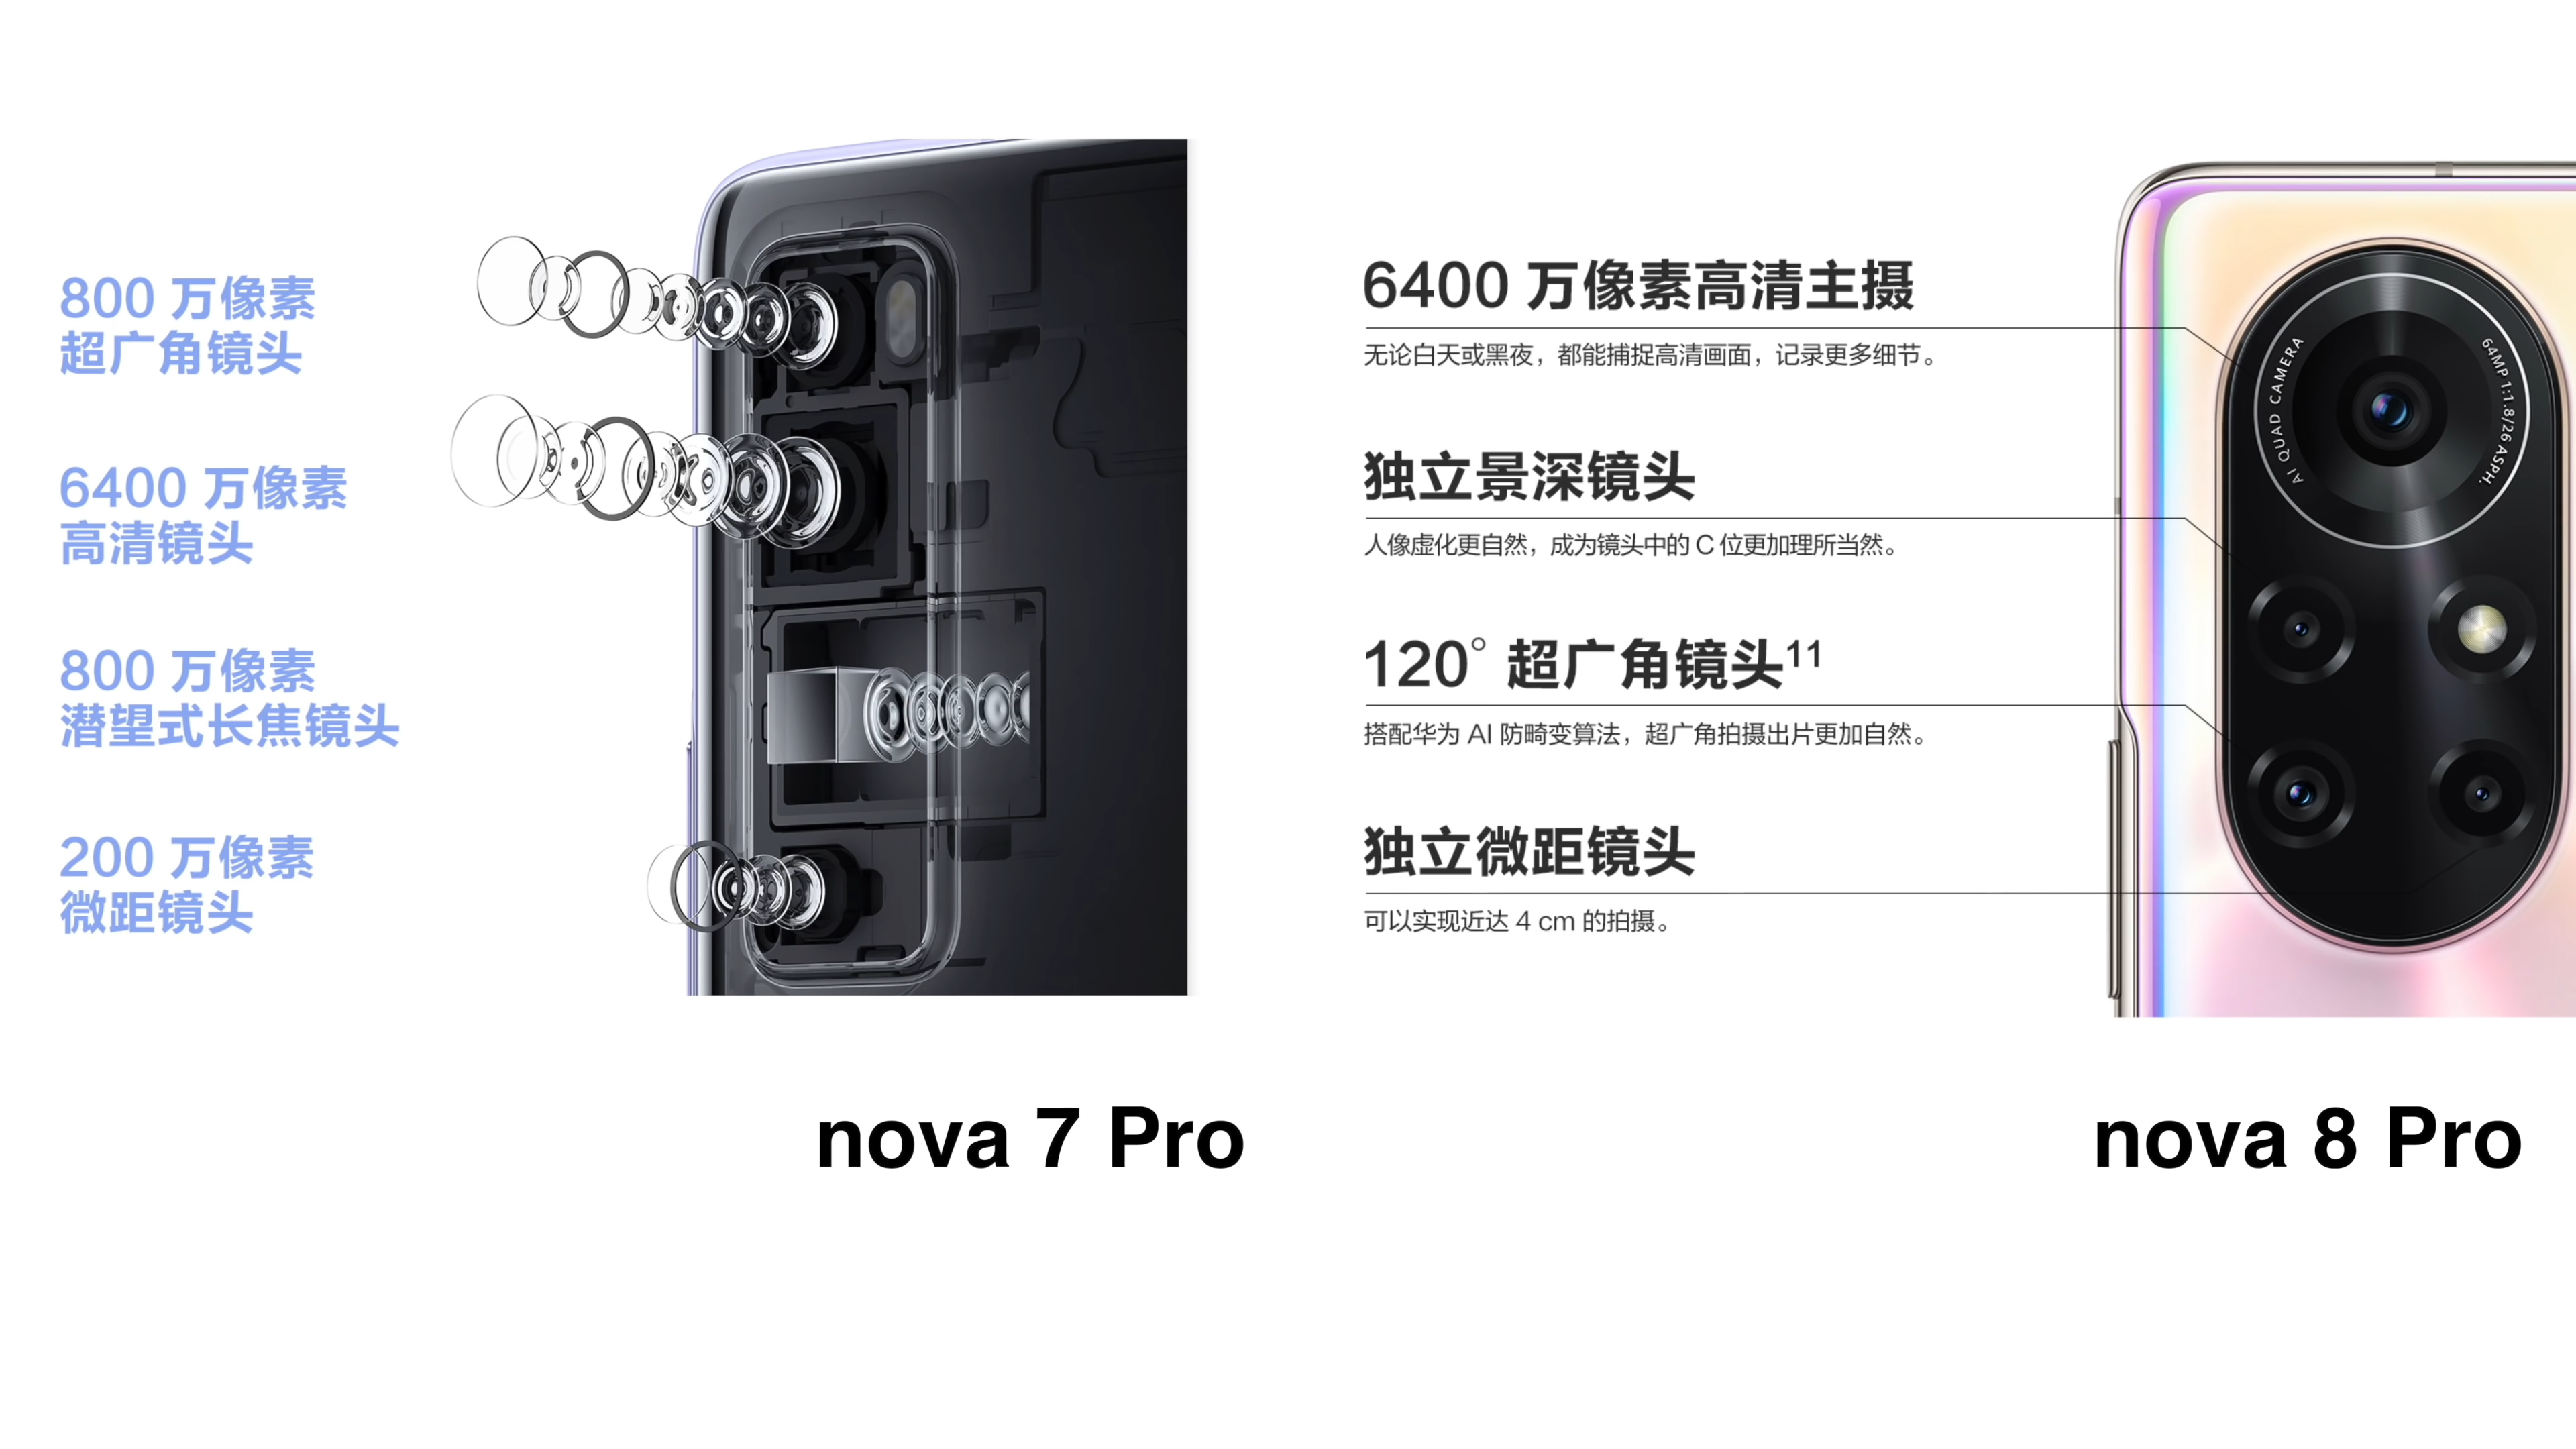 800 万像素
超广角镜头
6400 万像素
高清镜头
800 万像素
潜望式长焦镜头
200 万像素
微距镜头
nova 7 Pro
6400 万像素高清主摄
无论白天或黑夜，都能捕捉高清画面，记录更多细节。
独立景深镜头
人像虚化更自然，成为镜头中的 C 位更加理所当然。
120° 超广角镜头11
搭配华为 AI 防畸变算法，超广角拍摄出片更加自然。
独立微距镜头
可以实现近达 4 cm 的拍摄。
AI QUAD CAMERA
64MP 1:1.8/26 ASPH.
nova 8 Pro